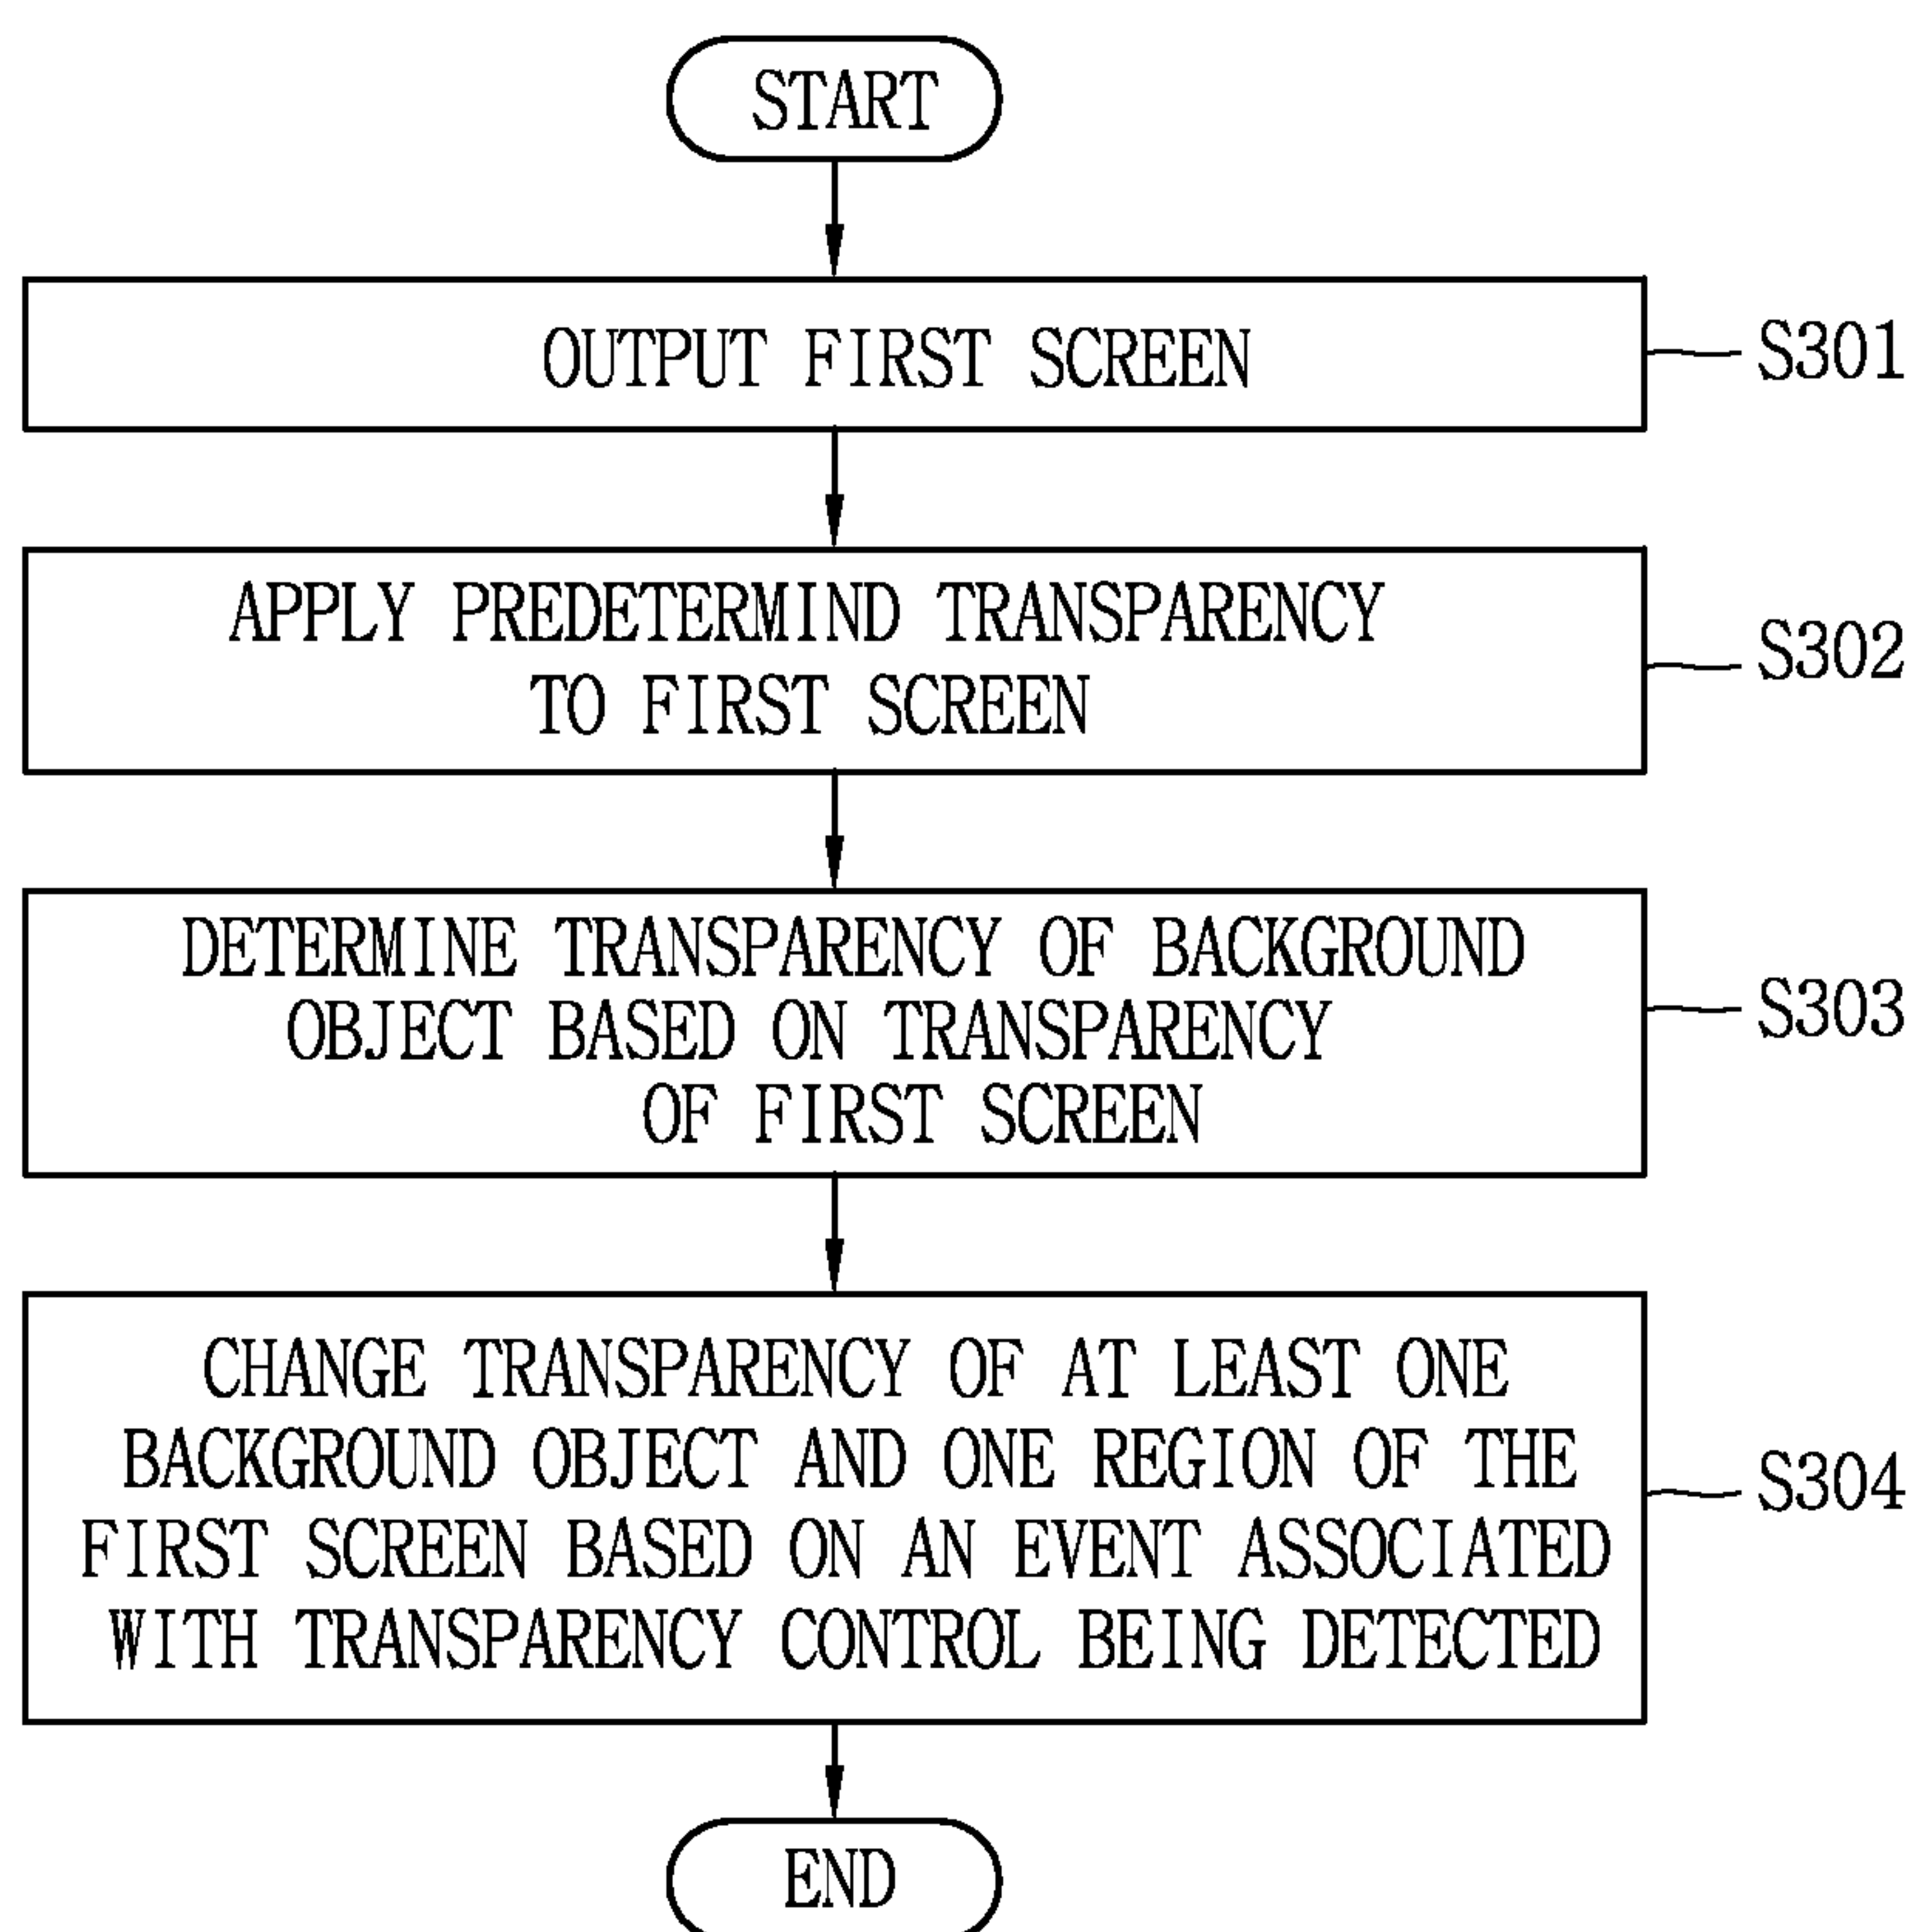 START
OUTPUT FIRST SCREEN
S301
APPLY PREDETERMIND TRANSPARENCY
TO FIRST SCREEN
S302
DETERMINE TRANSPARENCY OF BACKGROUND
OBJECT BASED ON TRANSPARENCY
OF FIRST SCREEN
S303
CHANGE TRANSPARENCY OF AT LEAST ONE
BACKGROUND OBJECT AND ONE REGION OF THE
FIRST SCREEN BASED ON AN EVENT ASSOCIATED
WITH TRANSPARENCY CONTROL BEING DETECTED
S304
END